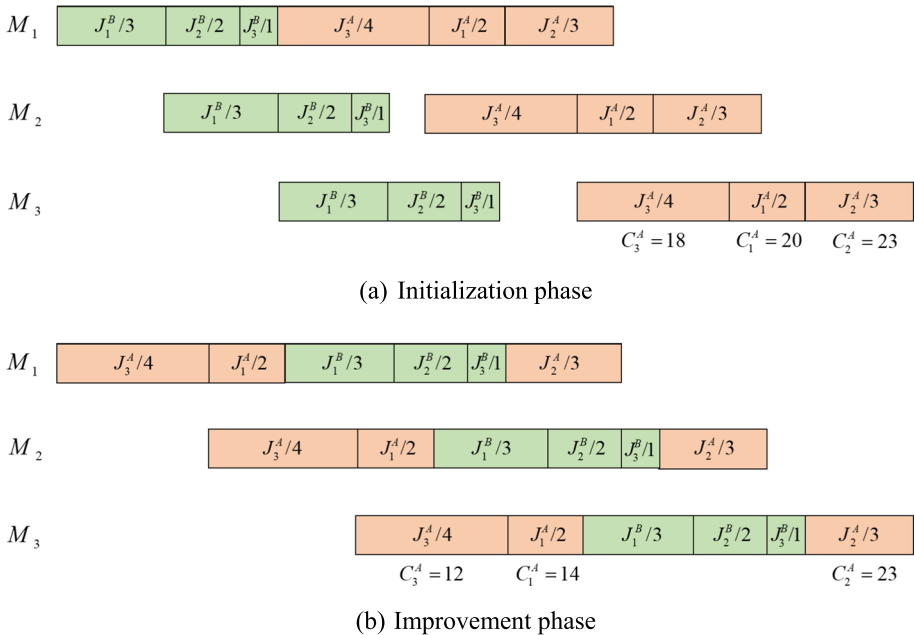 M₁ J₁ᴮ/3 J₂ᴮ/2 J₃ᴮ/1 J₃ᴬ/4 J₁ᴬ/2 J₂ᴬ/3
M₂ J₁ᴮ/3 J₂ᴮ/2 J₃ᴮ/1 J₃ᴬ/4 J₁ᴬ/2 J₂ᴬ/3
M₃ J₁ᴮ/3 J₂ᴮ/2 J₃ᴮ/1 J₃ᴬ/4 J₁ᴬ/2 J₂ᴬ/3
C₃ᴬ=18 C₁ᴬ=20 C₂ᴬ=23
(a) Initialization phase
M₁ J₃ᴬ/4 J₁ᴬ/2 J₁ᴮ/3 J₂ᴮ/2 J₃ᴮ/1 J₂ᴬ/3
M₂ J₃ᴬ/4 J₁ᴬ/2 J₁ᴮ/3 J₂ᴮ/2 J₃ᴮ/1 J₂ᴬ/3
M₃ J₃ᴬ/4 J₁ᴬ/2 J₁ᴮ/3 J₂ᴮ/2 J₃ᴮ/1 J₂ᴬ/3
C₃ᴬ=12 C₁ᴬ=14 C₂ᴬ=23
(b) Improvement phase